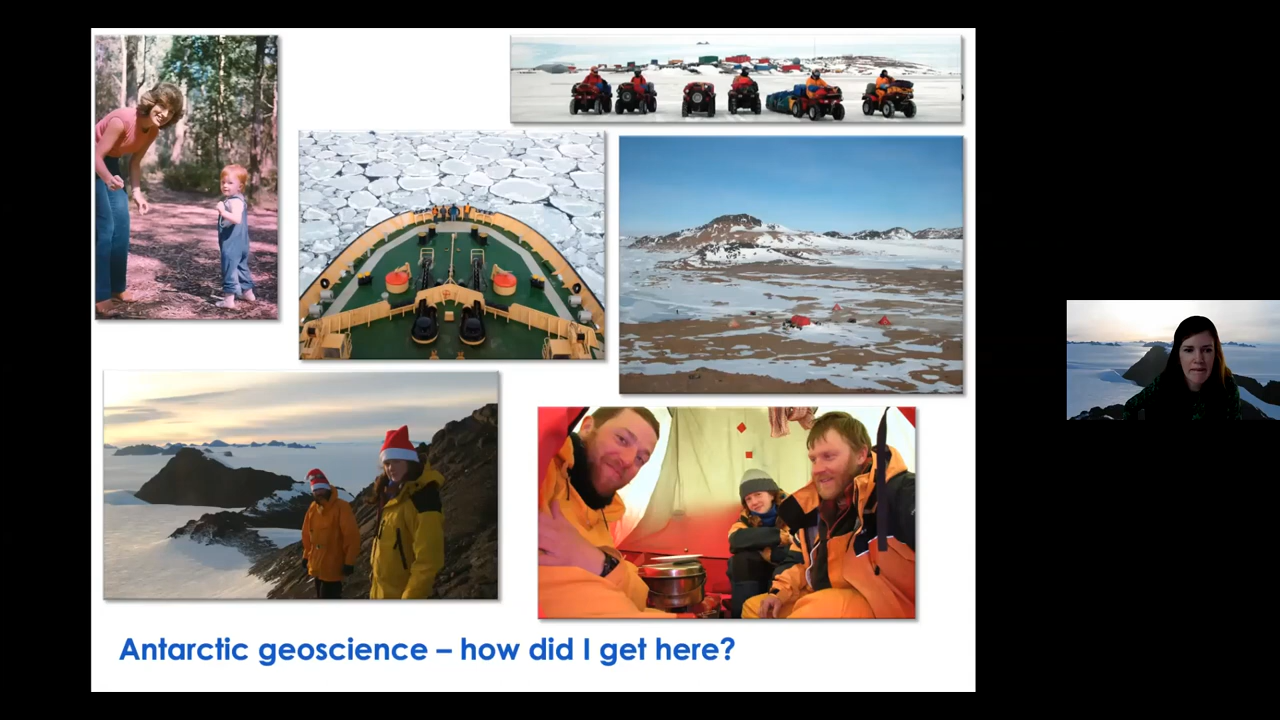 Antarctic geoscience – how did I get here?